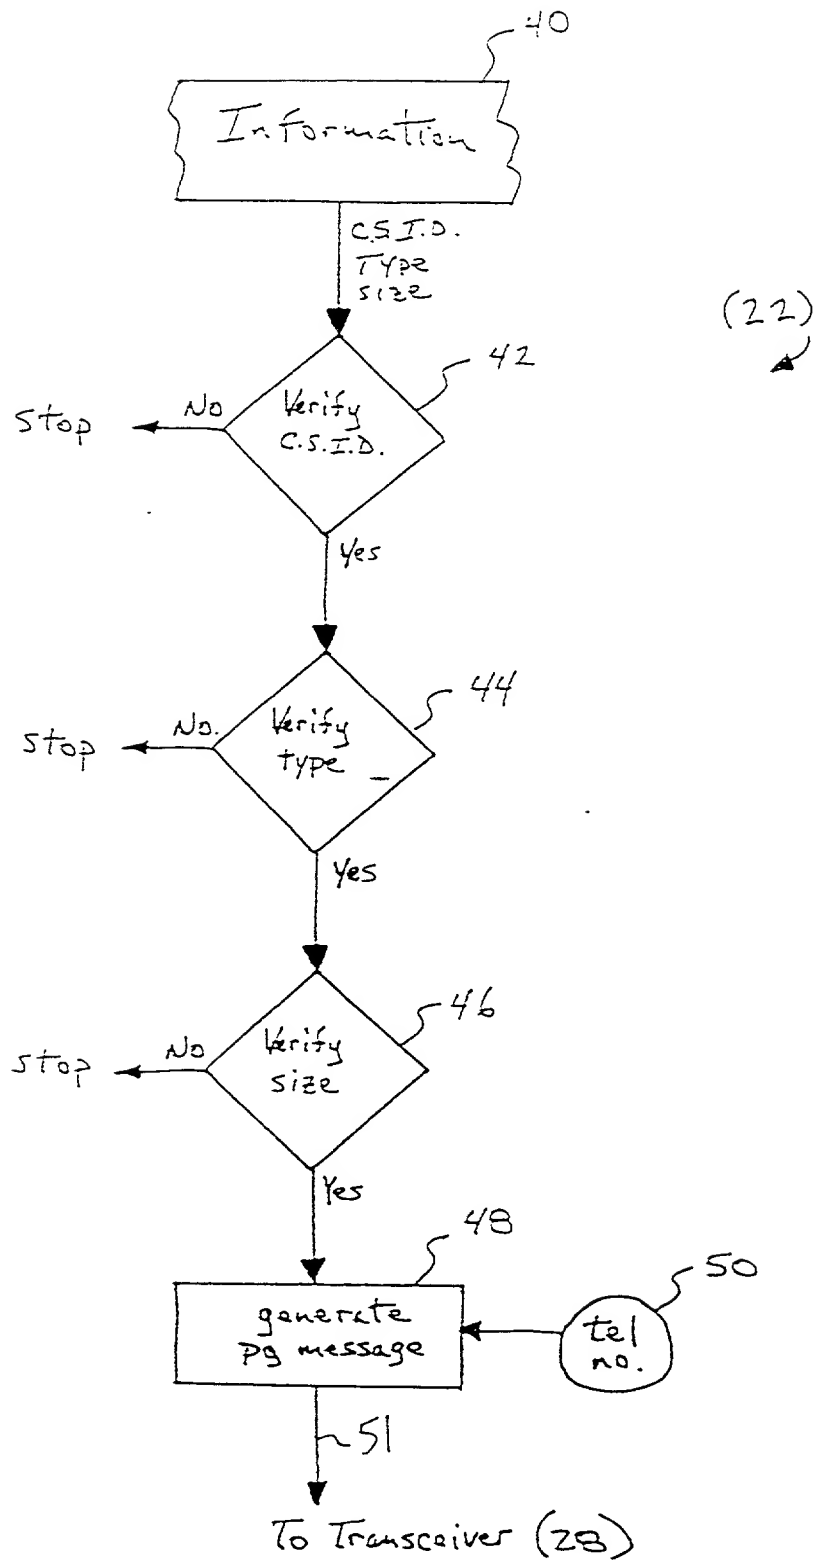 40
Information
C.S.I.D.
Type
size
(22)
42
Verify
C.S.I.D.
No
Stop
Yes
44
Verify
type
No.
Stop
Yes
46
Verify
size
No
Stop
Yes
48
generate
pg message
50
tel
no.
51
To Transceiver (28)